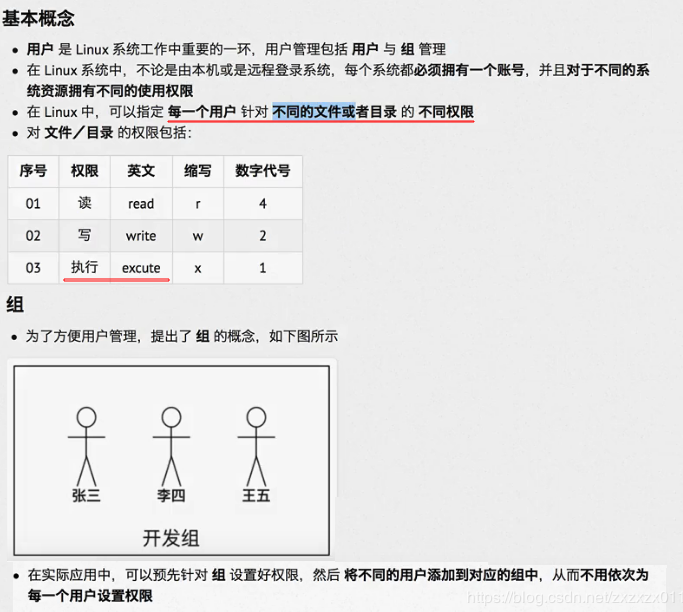 基本概念
• 用户 是 Linux 系统工作中重要的一环，用户管理包括 用户 与 组 管理
• 在 Linux 系统中，不论是由本机或是远程登录系统，每个系统都必须拥有一个账号，并且对于不同的系
统资源拥有不同的使用权限
• 在 Linux 中，可以指定 每一个用户 针对 不同的文件或者目录 的 不同权限
• 对 文件／目录 的权限包括：
序号 权限 英文 缩写 数字代号
01 读 read r 4
02 写 write w 2
03 执行 excute x 1
组
• 为了方便用户管理，提出了 组 的概念，如下图所示
张三 李四 王五
开发组
• 在实际应用中，可以预先针对 组 设置好权限，然后 将不同的用户添加到对应的组中，从而不用依次为
每一个用户设置权限
https://blog.csdn.net/zxzxzx01